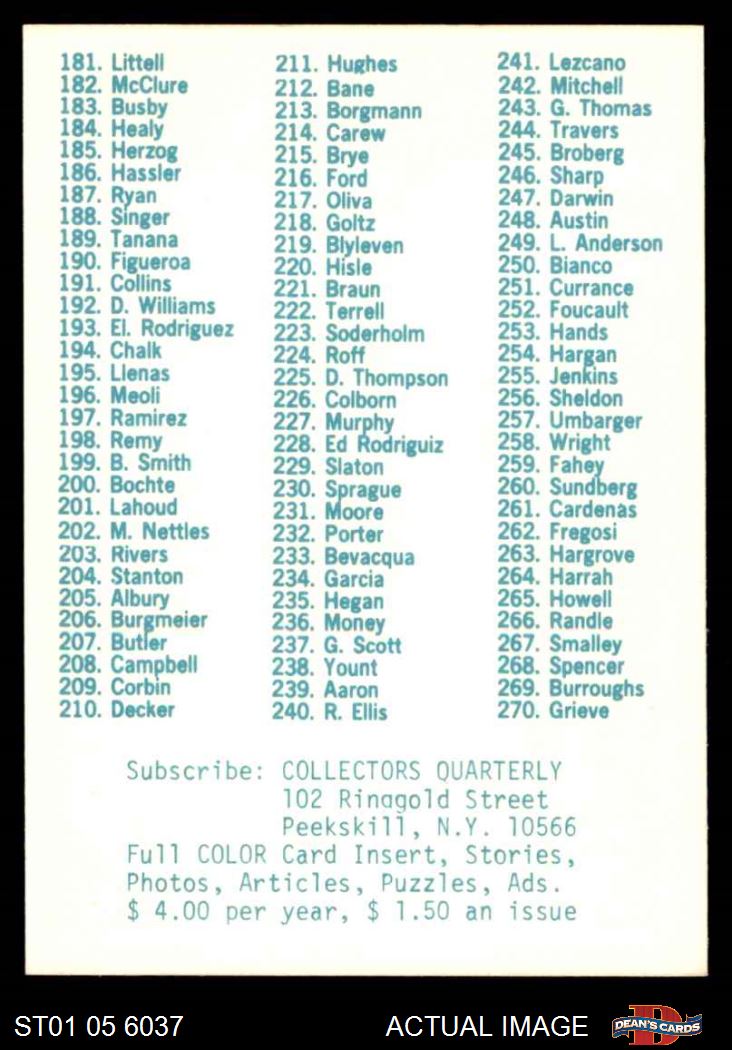 181. Littell
182. McClure
183. Busby
184. Healy
185. Herzog
186. Hassler
187. Ryan
188. Singer
189. Tanana
190. Figueroa
191. Collins
192. D. Williams
193. El. Rodriguez
194. Chalk
195. Llenas
196. Meoli
197. Ramirez
198. Remy
199. B. Smith
200. Bochte
201. Lahoud
202. M. Nettles
203. Rivers
204. Stanton
205. Albury
206. Burgmeier
207. Butler
208. Campbell
209. Corbin
210. Decker
211. Hughes
212. Bane
213. Borgmann
214. Carew
215. Brye
216. Ford
217. Oliva
218. Goltz
219. Blyleven
220. Hisle
221. Braun
222. Terrell
223. Soderholm
224. Roff
225. D. Thompson
226. Colborn
227. Murphy
228. Ed Rodriguiz
229. Slaton
230. Sprague
231. Moore
232. Porter
233. Bevacqua
234. Garcia
235. Hegan
236. Money
237. G. Scott
238. Yount
239. Aaron
240. R. Ellis
241. Lezcano
242. Mitchell
243. G. Thomas
244. Travers
245. Broberg
246. Sharp
247. Darwin
248. Austin
249. L. Anderson
250. Bianco
251. Currance
252. Foucault
253. Hands
254. Hargan
255. Jenkins
256. Sheldon
257. Umbarger
258. Wright
259. Fahey
260. Sundberg
261. Cardenas
262. Fregosi
263. Hargrove
264. Harrah
265. Howell
266. Randle
267. Smalley
268. Spencer
269. Burroughs
270. Grieve
Subscribe: COLLECTORS QUARTERLY
102 Ringgold Street
Peekskill, N.Y. 10566
Full COLOR Card Insert, Stories,
Photos, Articles, Puzzles, Ads.
$ 4.00 per year, $ 1.50 an issue
ST01 05 6037
ACTUAL IMAGE
D
DEAN'S CARDS